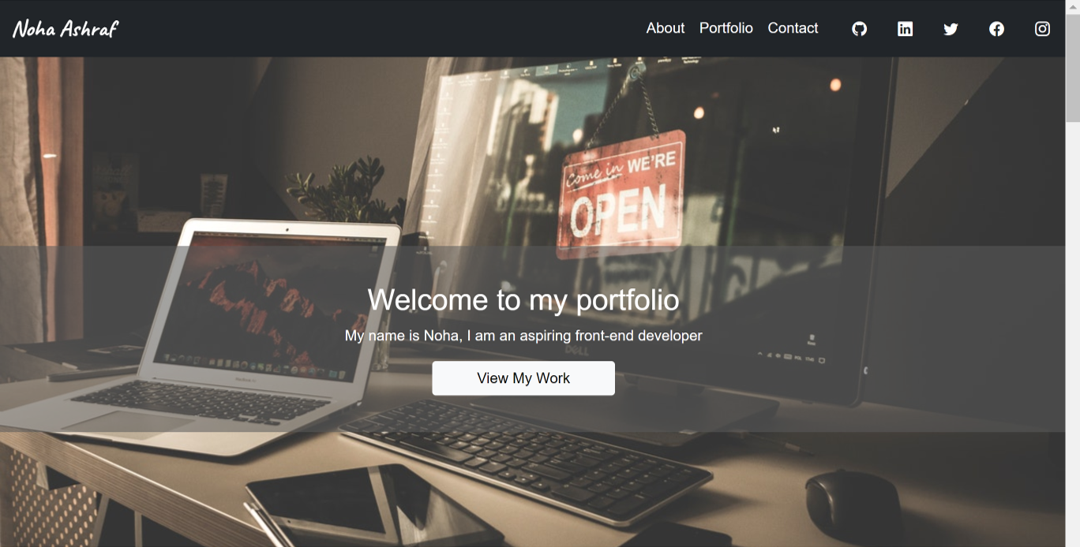 Noha Ashraf
About Portfolio Contact
Come in WE'RE
OPEN
Welcome to my portfolio
My name is Noha, I am an aspiring front-end developer
DELL
View My Work